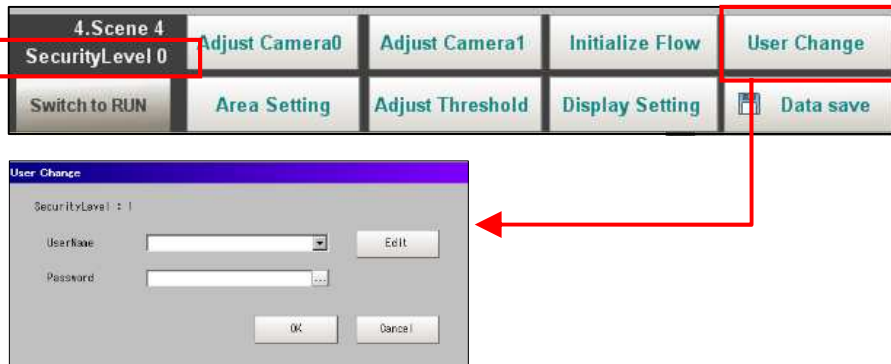 4.Scene 4
SecurityLevel 0
Adjust Camera0
Adjust Camera1
Initialize Flow
User Change
Switch to RUN
Area Setting
Adjust Threshold
Display Setting
Data save
User Change
SecurityLevel : 1
UserName
Edit
Password
...
OK
Cancel